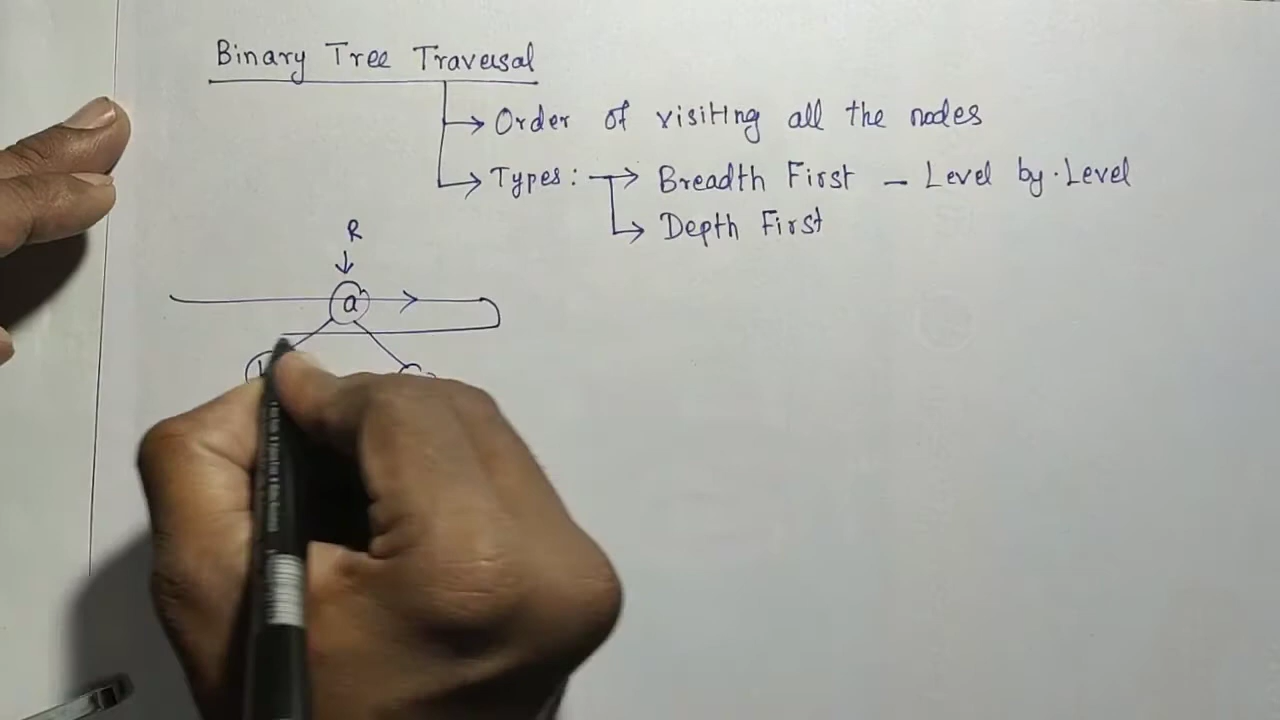 Binary Tree Traversal
Order of visiting all the nodes
Types: Breadth First - Level by Level
Depth First
R
a